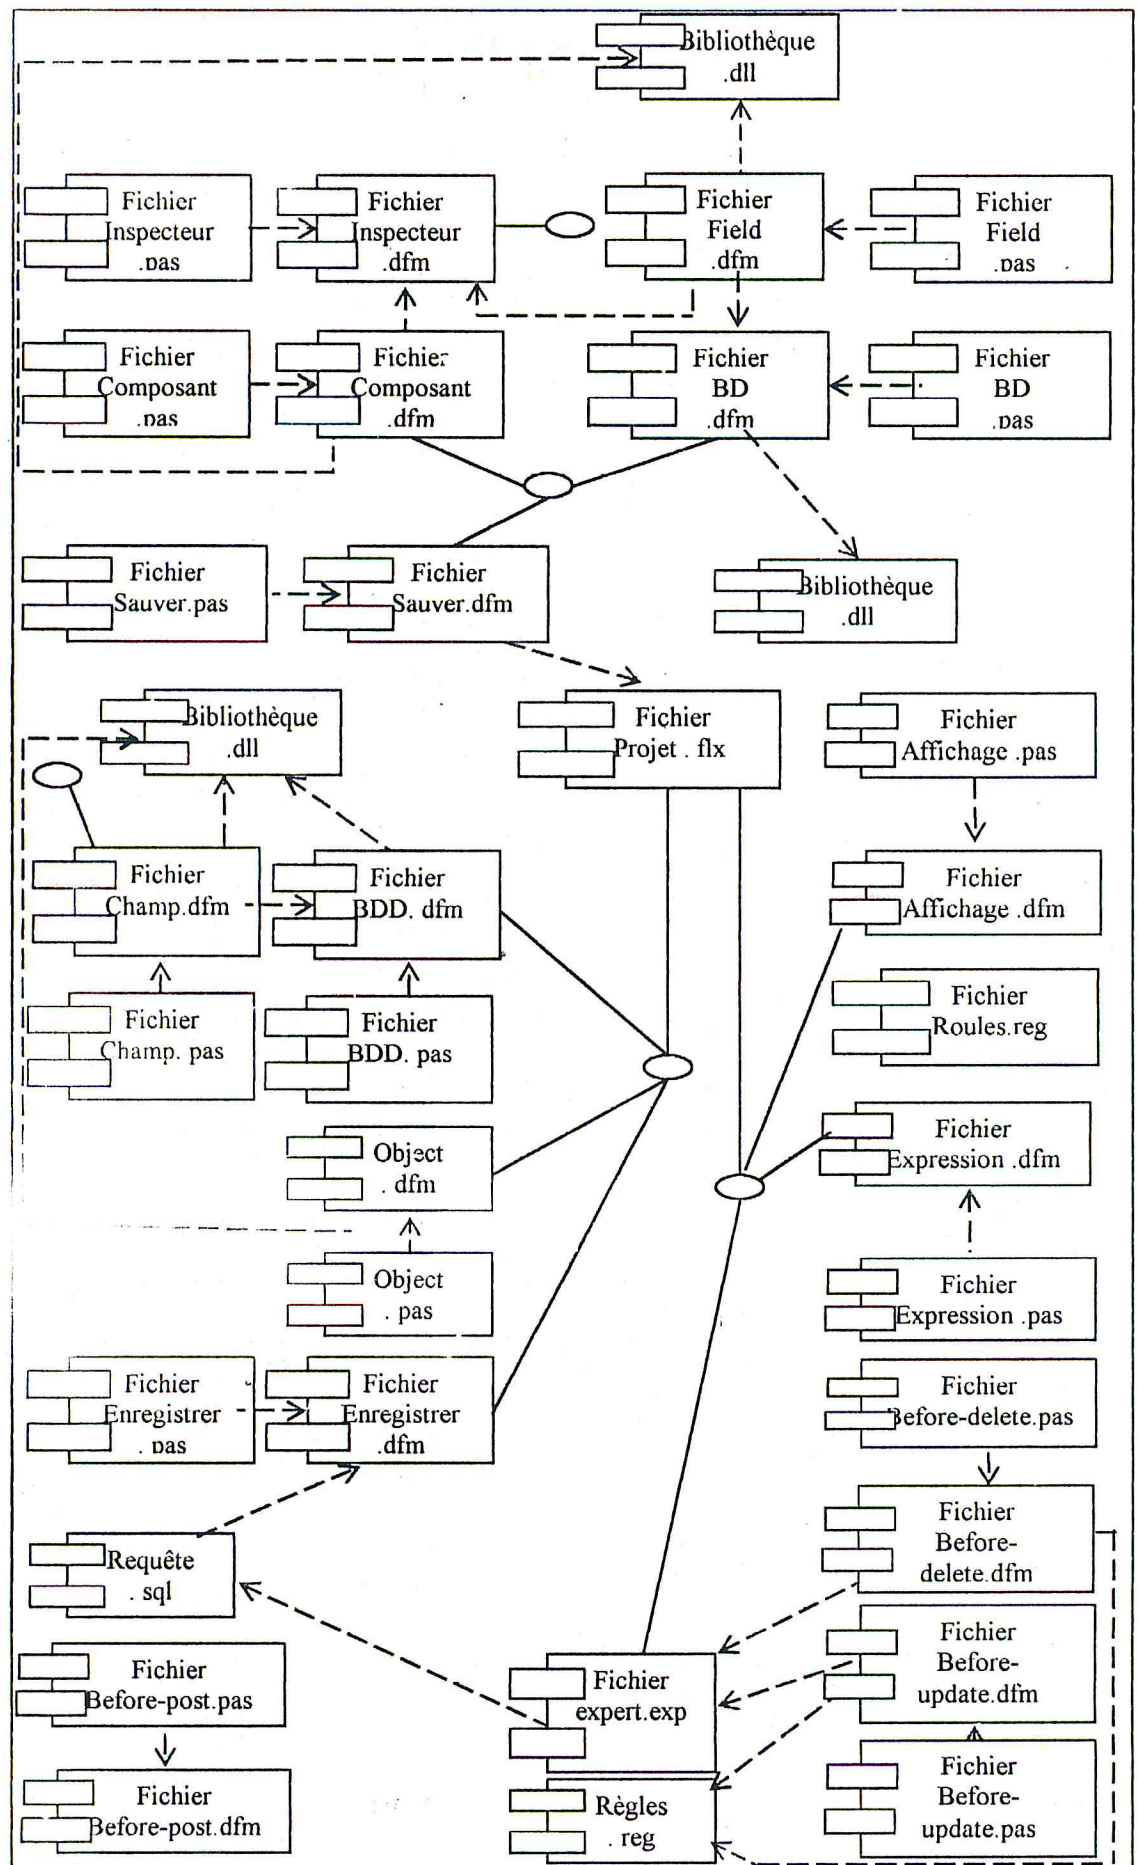 Bibliothèque
.dll
Fichier
Inspecteur
.pas
Fichier
Inspecteur
.dfm
Fichier
Field
.dfm
Fichier
Field
.pas
Fichier
Composant
.pas
Fichier
Composant
.dfm
Fichier
BD
.dfm
Fichier
BD
.pas
Fichier
Sauver.pas
Fichier
Sauver.dfm
Bibliothèque
.dll
Bibliothèque
.dll
Fichier
Projet . flx
Fichier
Affichage .pas
Fichier
Champ.dfm
Fichier
BDD. dfm
Fichier
Affichage .dfm
Fichier
Champ. pas
Fichier
BDD. pas
Fichier
Roules.reg
Object
. dfm
Fichier
Expression .dfm
Object
. pas
Fichier
Expression .pas
Fichier
Enregistrer
. pas
Fichier
Enregistrer
.dfm
Fichier
Before-delete.pas
Requête
. sql
Fichier
Before-
delete.dfm
Fichier
Before-post.pas
Fichier
expert.exp
Fichier
Before-
update.dfm
Fichier
Before-post.dfm
Règles
. reg
Fichier
Before-
update.pas